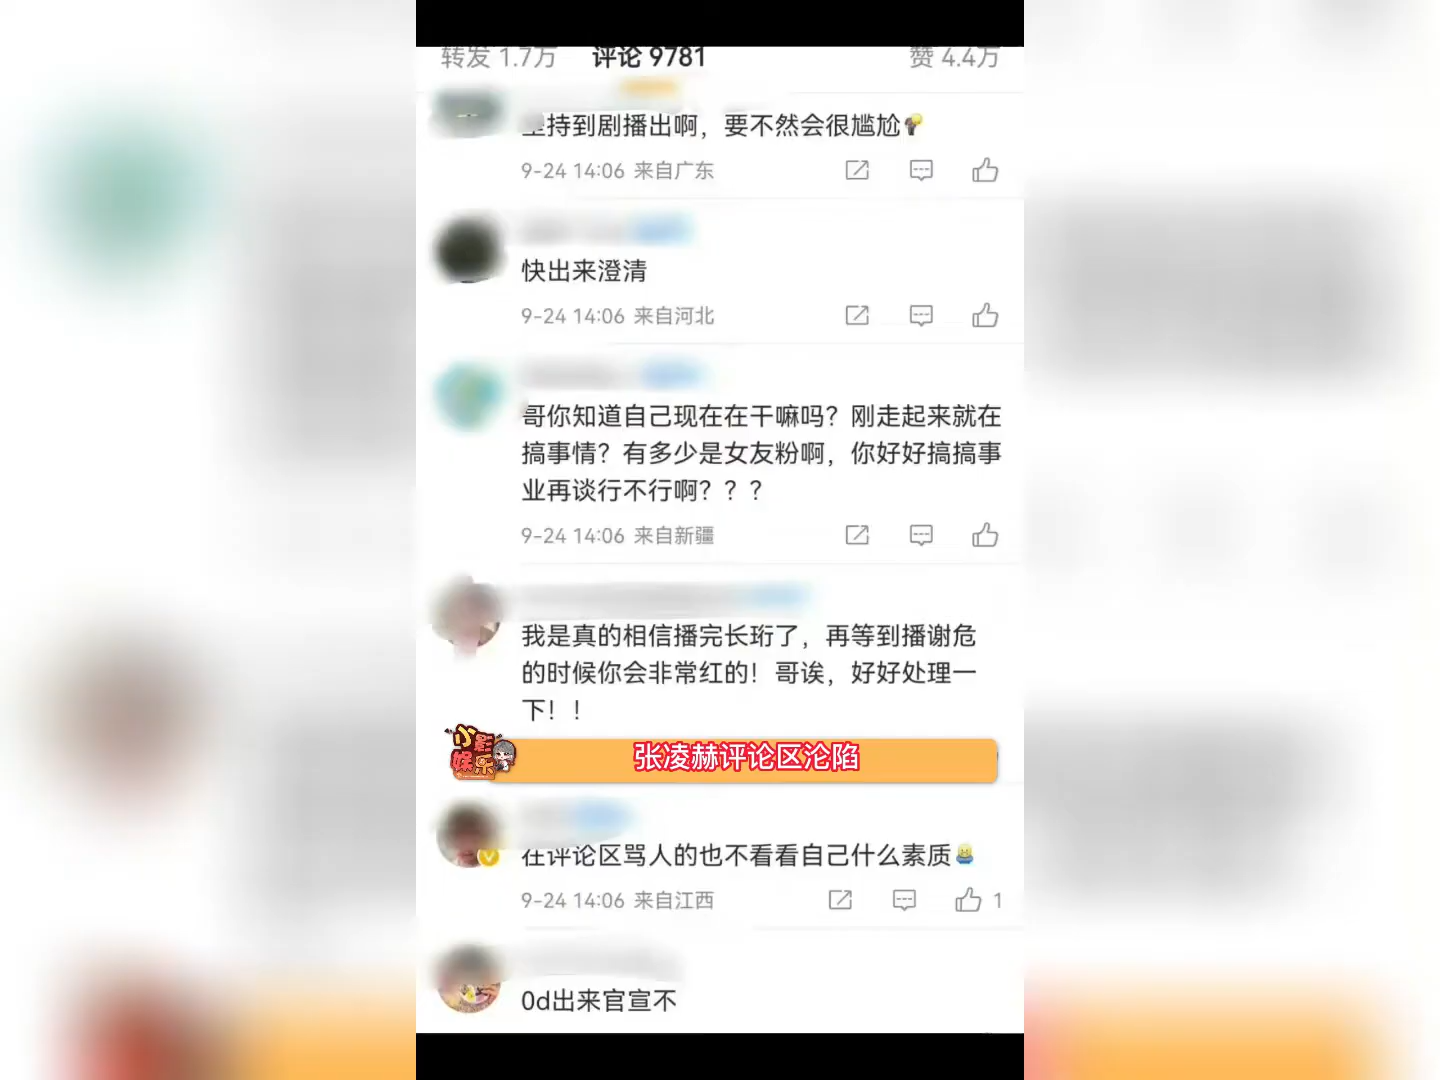 转发 1.7万 评论 9781 赞 4.4万
坚持到剧播出啊，要不然会很尴尬
9-24 14:06 来自广东
快出来澄清
9-24 14:06 来自河北
哥你知道自己现在在干嘛吗？刚走起来就在
搞事情？有多少是女友粉啊，你好好搞搞事
业再谈行不行啊？？？
9-24 14:06 来自新疆
我是真的相信播完长珩了，再等到播谢危
的时候你会非常红的！哥诶，好好处理一
下！！
小熊娱乐
张凌赫评论区沦陷
在评论区骂人的也不看看自己什么素质
9-24 14:06 来自江西
1
0d出来官宣不